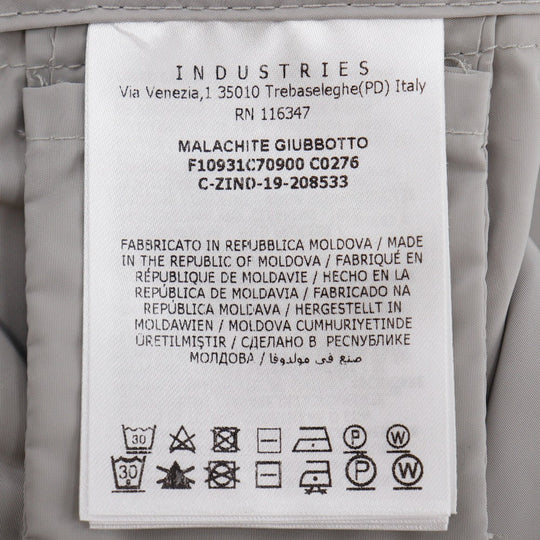 INDUSTRIES
Via Venezia,1 35010 Trebaseleghe(PD) Italy
RN 116347
MALACHITE GIUBBOTTO
F10931C70900 C0276
C-ZINO-19-208533
FABBRICATO IN REPUBBLICA MOLDOVA / MADE
IN THE REPUBLIC OF MOLDOVA / FABRIQUÉ EN
RÉPUBLIQUE DE MOLDAVIE / HECHO EN LA
REPÚBLICA DE MOLDAVIA / FABRICADO NA
REPÚBLICA MOLDAVA / HERGESTELLT IN
MOLDAWIEN / MOLDOVA CUMHURIYETINDE
ÜRETILMIŞTIR / СДЕЛАНО В РЕСПУБЛИКЕ
МОЛДОВА / صنع في مولدوفا
30 P W
30 P W